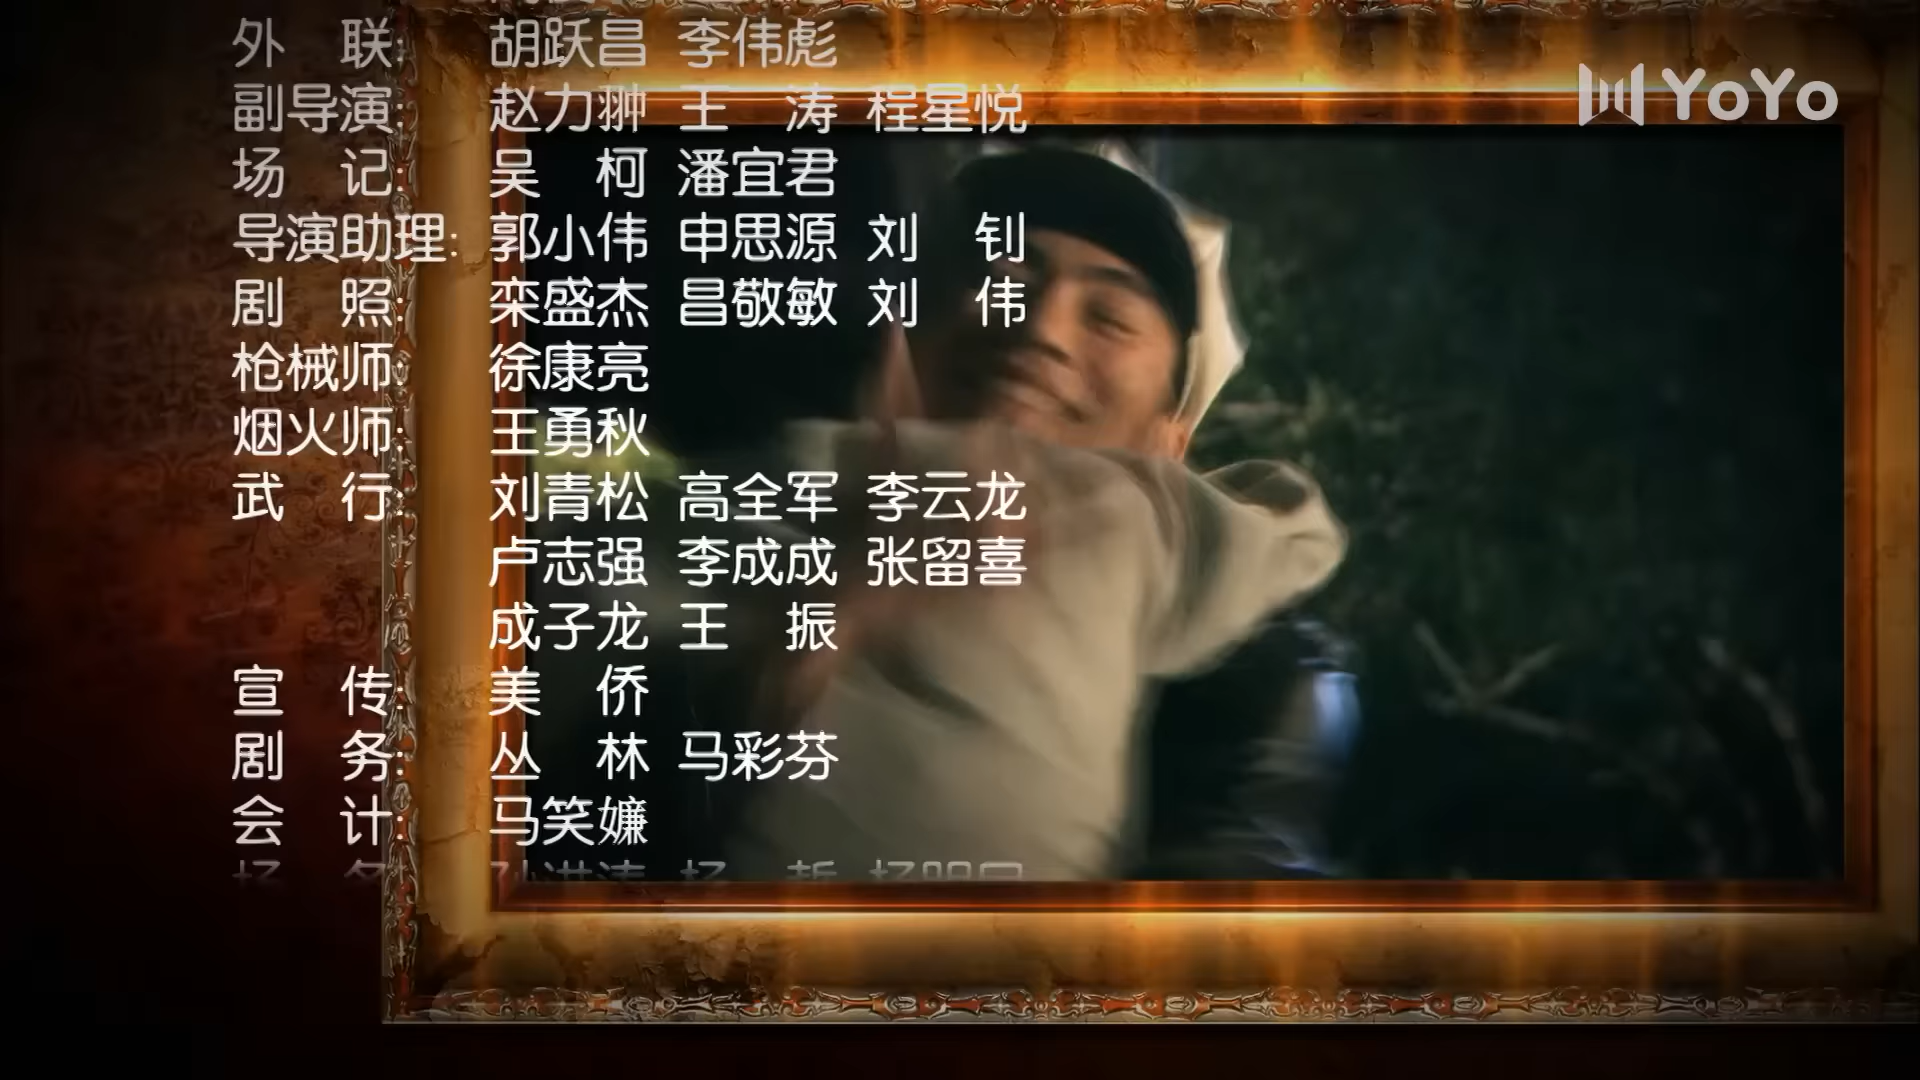 外 联: 胡跃昌 李伟彪
YoYo
副导演: 赵力翀 王 涛 程星悦
场 记: 吴 柯 潘宜君
导演助理: 郭小伟 申思源 刘 钊
剧 照: 栾盛杰 昌敬敏 刘 伟
枪械师: 徐康亮
烟火师: 王勇秋
武 行: 刘青松 高全军 李云龙
卢志强 李成成 张留喜
成子龙 王 振
宣 传: 美 侨
剧 务: 丛 林 马彩芬
会 计: 马笑嫌